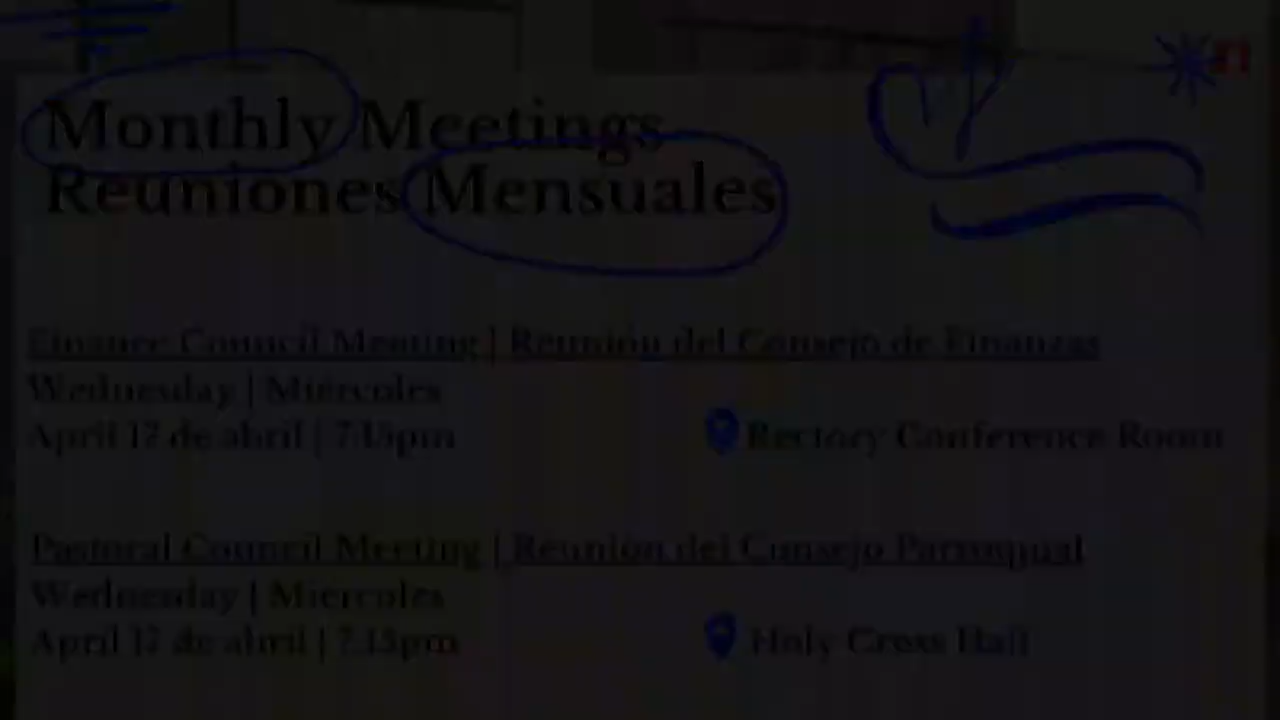 Monthly Meetings
Reuniones Mensuales
Finance Council Meeting | Reunión del Consejo de Finanzas
Wednesday | Miércoles
April 17 de abril | 7:15pm
Rectory Conference Room
Pastoral Council Meeting | Reunión del Consejo Parroquial
Wednesday | Miércoles
April 17 de abril | 7:15pm
Holy Cross Hall